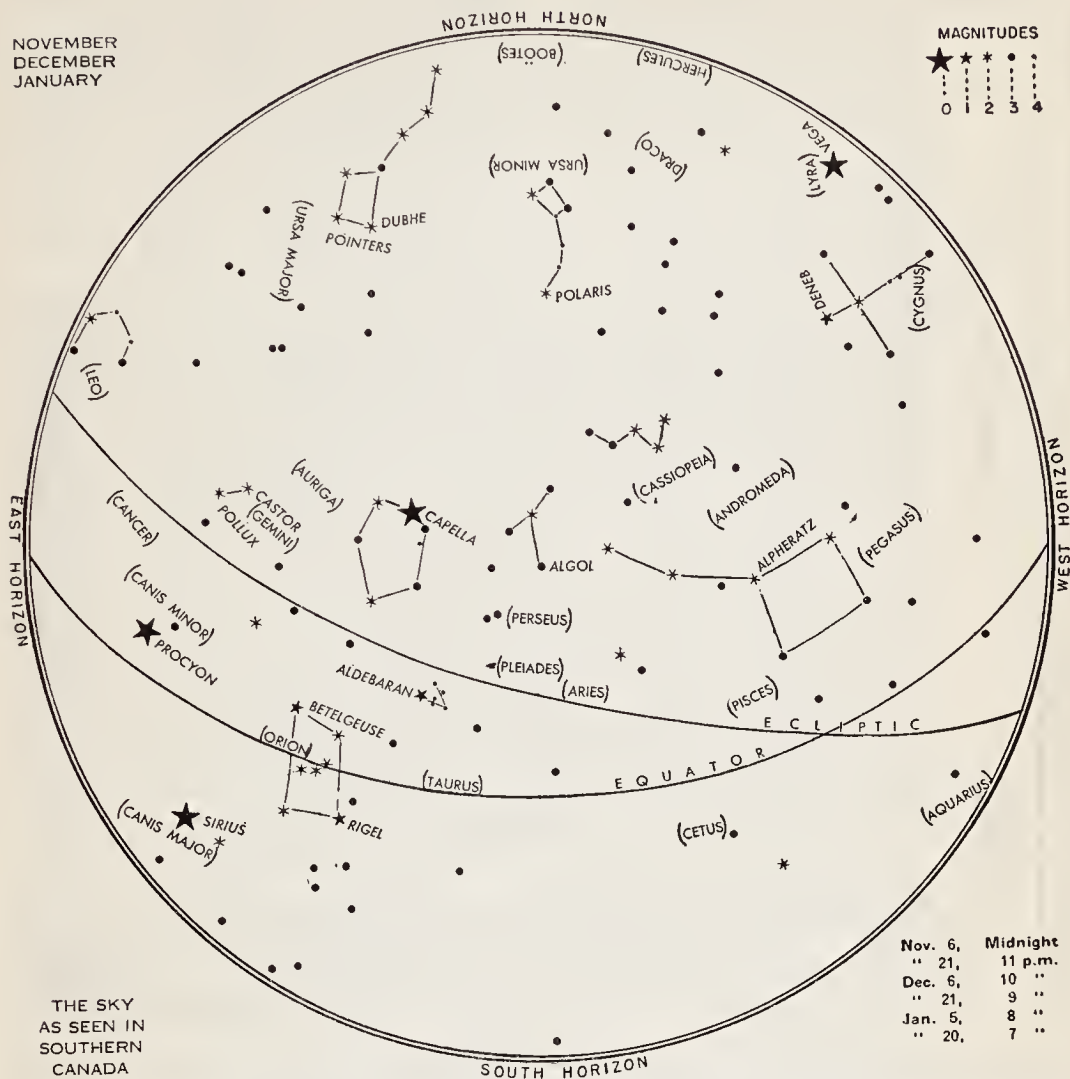 NOVEMBER
DECEMBER
JANUARY
NORTH HORIZON
MAGNITUDES
0 1 2 3 4
(BOÖTES)
(HERCULES)
(DRACO)
VEGA
(LYRA)
(URSA MINOR)
(URSA MAJOR)
DUBHE
POINTERS
POLARIS
DENEB
(CYGNUS)
(LEO)
(CASSIOPEIA)
(ANDROMEDA)
WEST HORIZON
EAST HORIZON
(CANCER)
(AURIGA)
CASTOR
(GEMINI)
POLLUX
CAPELLA
ALGOL
ALPHERATZ
(PEGASUS)
(CANIS MINOR)
PROCYON
(PERSEUS)
(PLEIADES)
(ARIES)
ALDEBARAN
(PISCES)
ECLIPTIC
BETELGEUSE
(ORION)
(TAURUS)
EQUATOR
(AQUARIUS)
(CANIS MAJOR)
SIRIUS
RIGEL
(CETUS)
Nov. 6, Midnight
" 21, 11 p.m.
Dec. 6, 10 "
" 21, 9 "
Jan. 5, 8 "
" 20, 7 "
THE SKY
AS SEEN IN
SOUTHERN
CANADA
SOUTH HORIZON